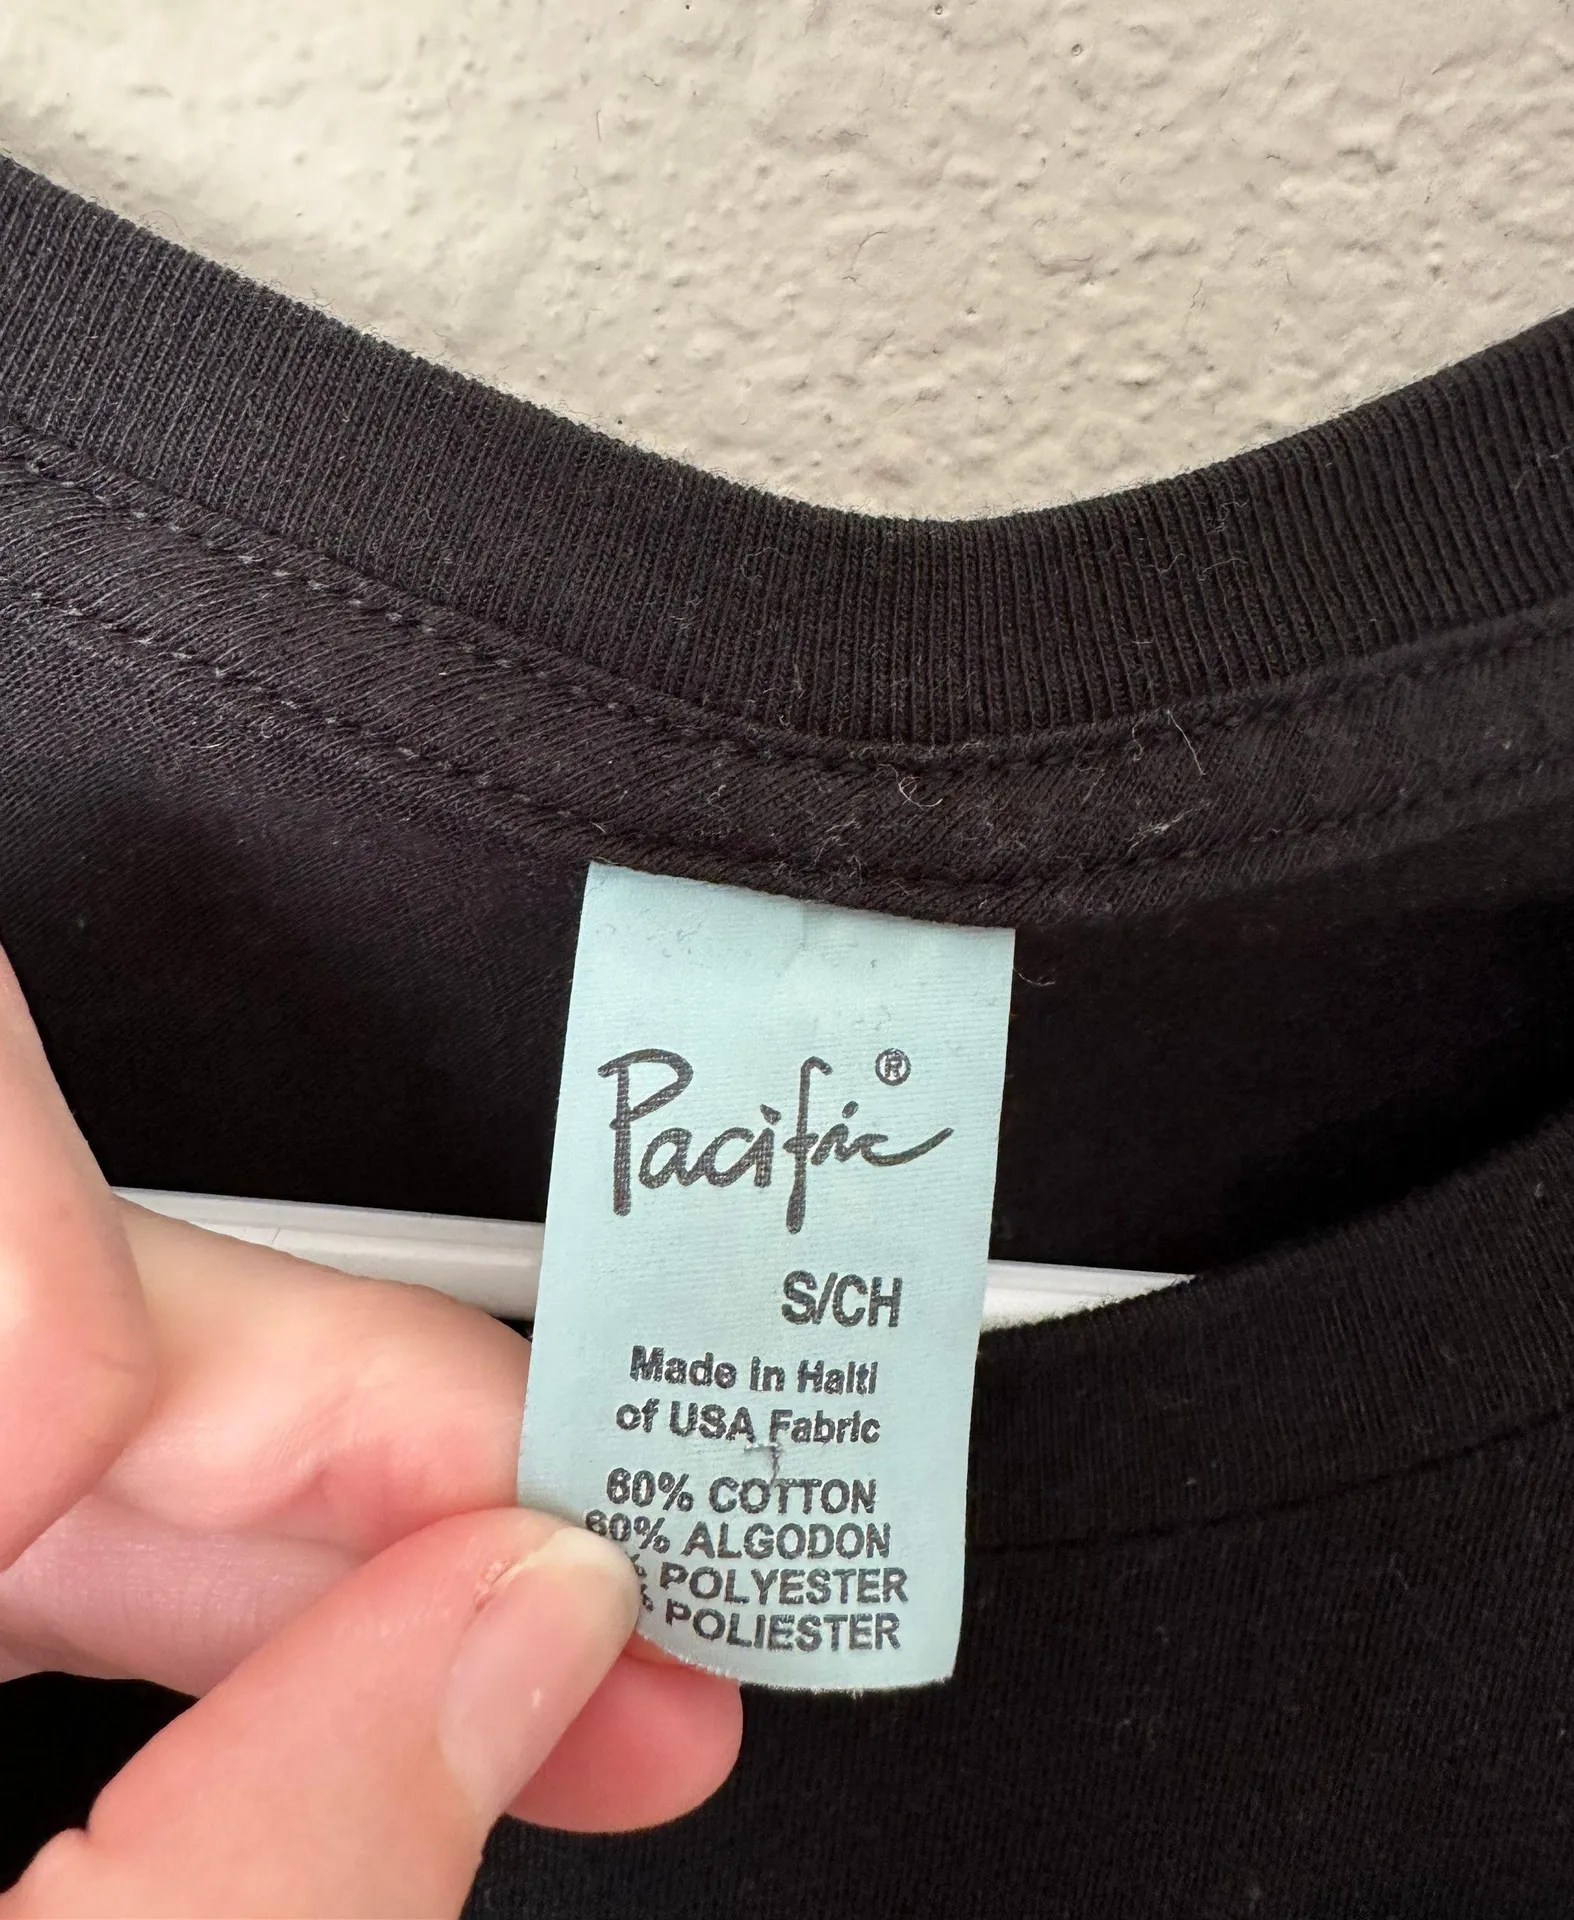 Pacific®
S/CH
Made in Haiti
of USA Fabric
60% COTTON
60% ALGODON
% POLYESTER
% POLIESTER